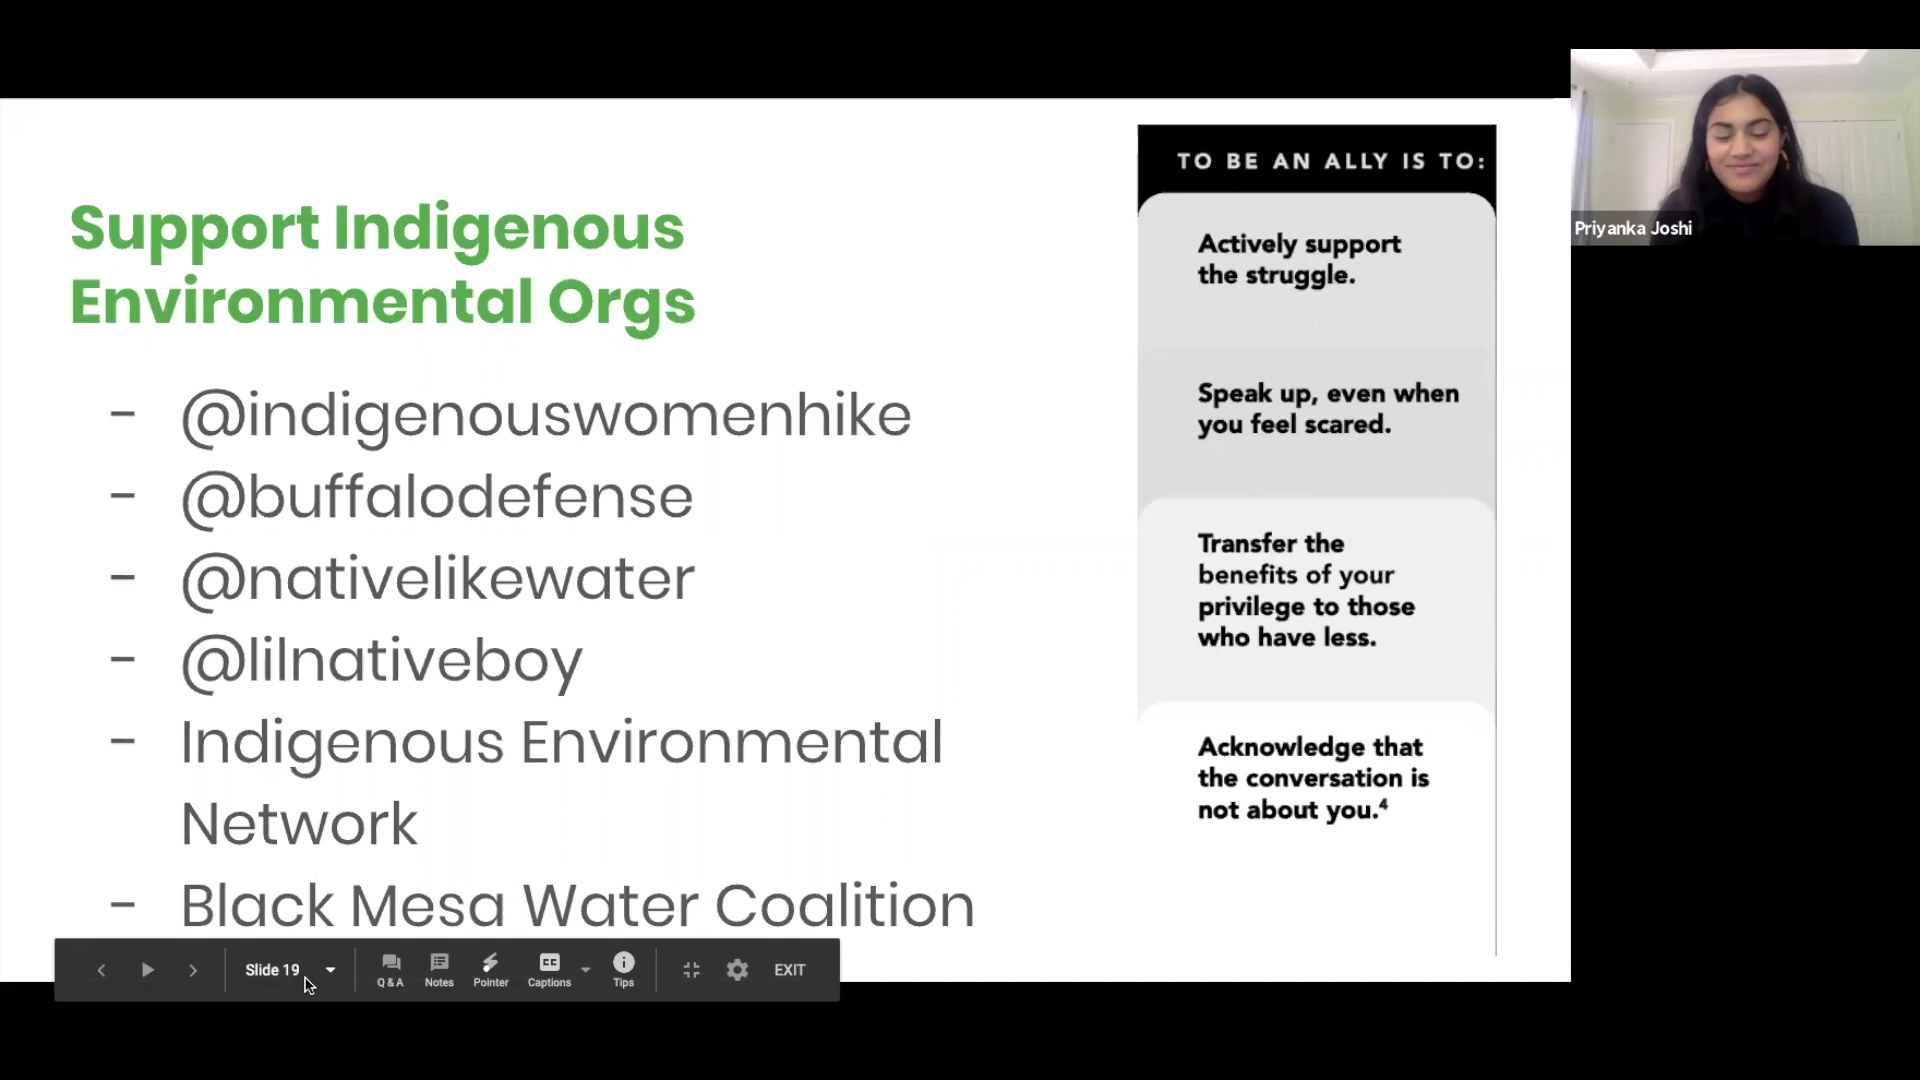 Support Indigenous
Environmental Orgs
- @indigenouswomenhike
- @buffalodefense
- @nativelikewater
- @lilnativeboy
- Indigenous Environmental
Network
- Black Mesa Water Coalition
TO BE AN ALLY IS TO:
Actively support
the struggle.
Speak up, even when
you feel scared.
Transfer the
benefits of your
privilege to those
who have less.
Acknowledge that
the conversation is
not about you.⁴
Priyanka Joshi
Slide 19
Q & A
Notes
Pointer
CC
Captions
Tips
EXIT